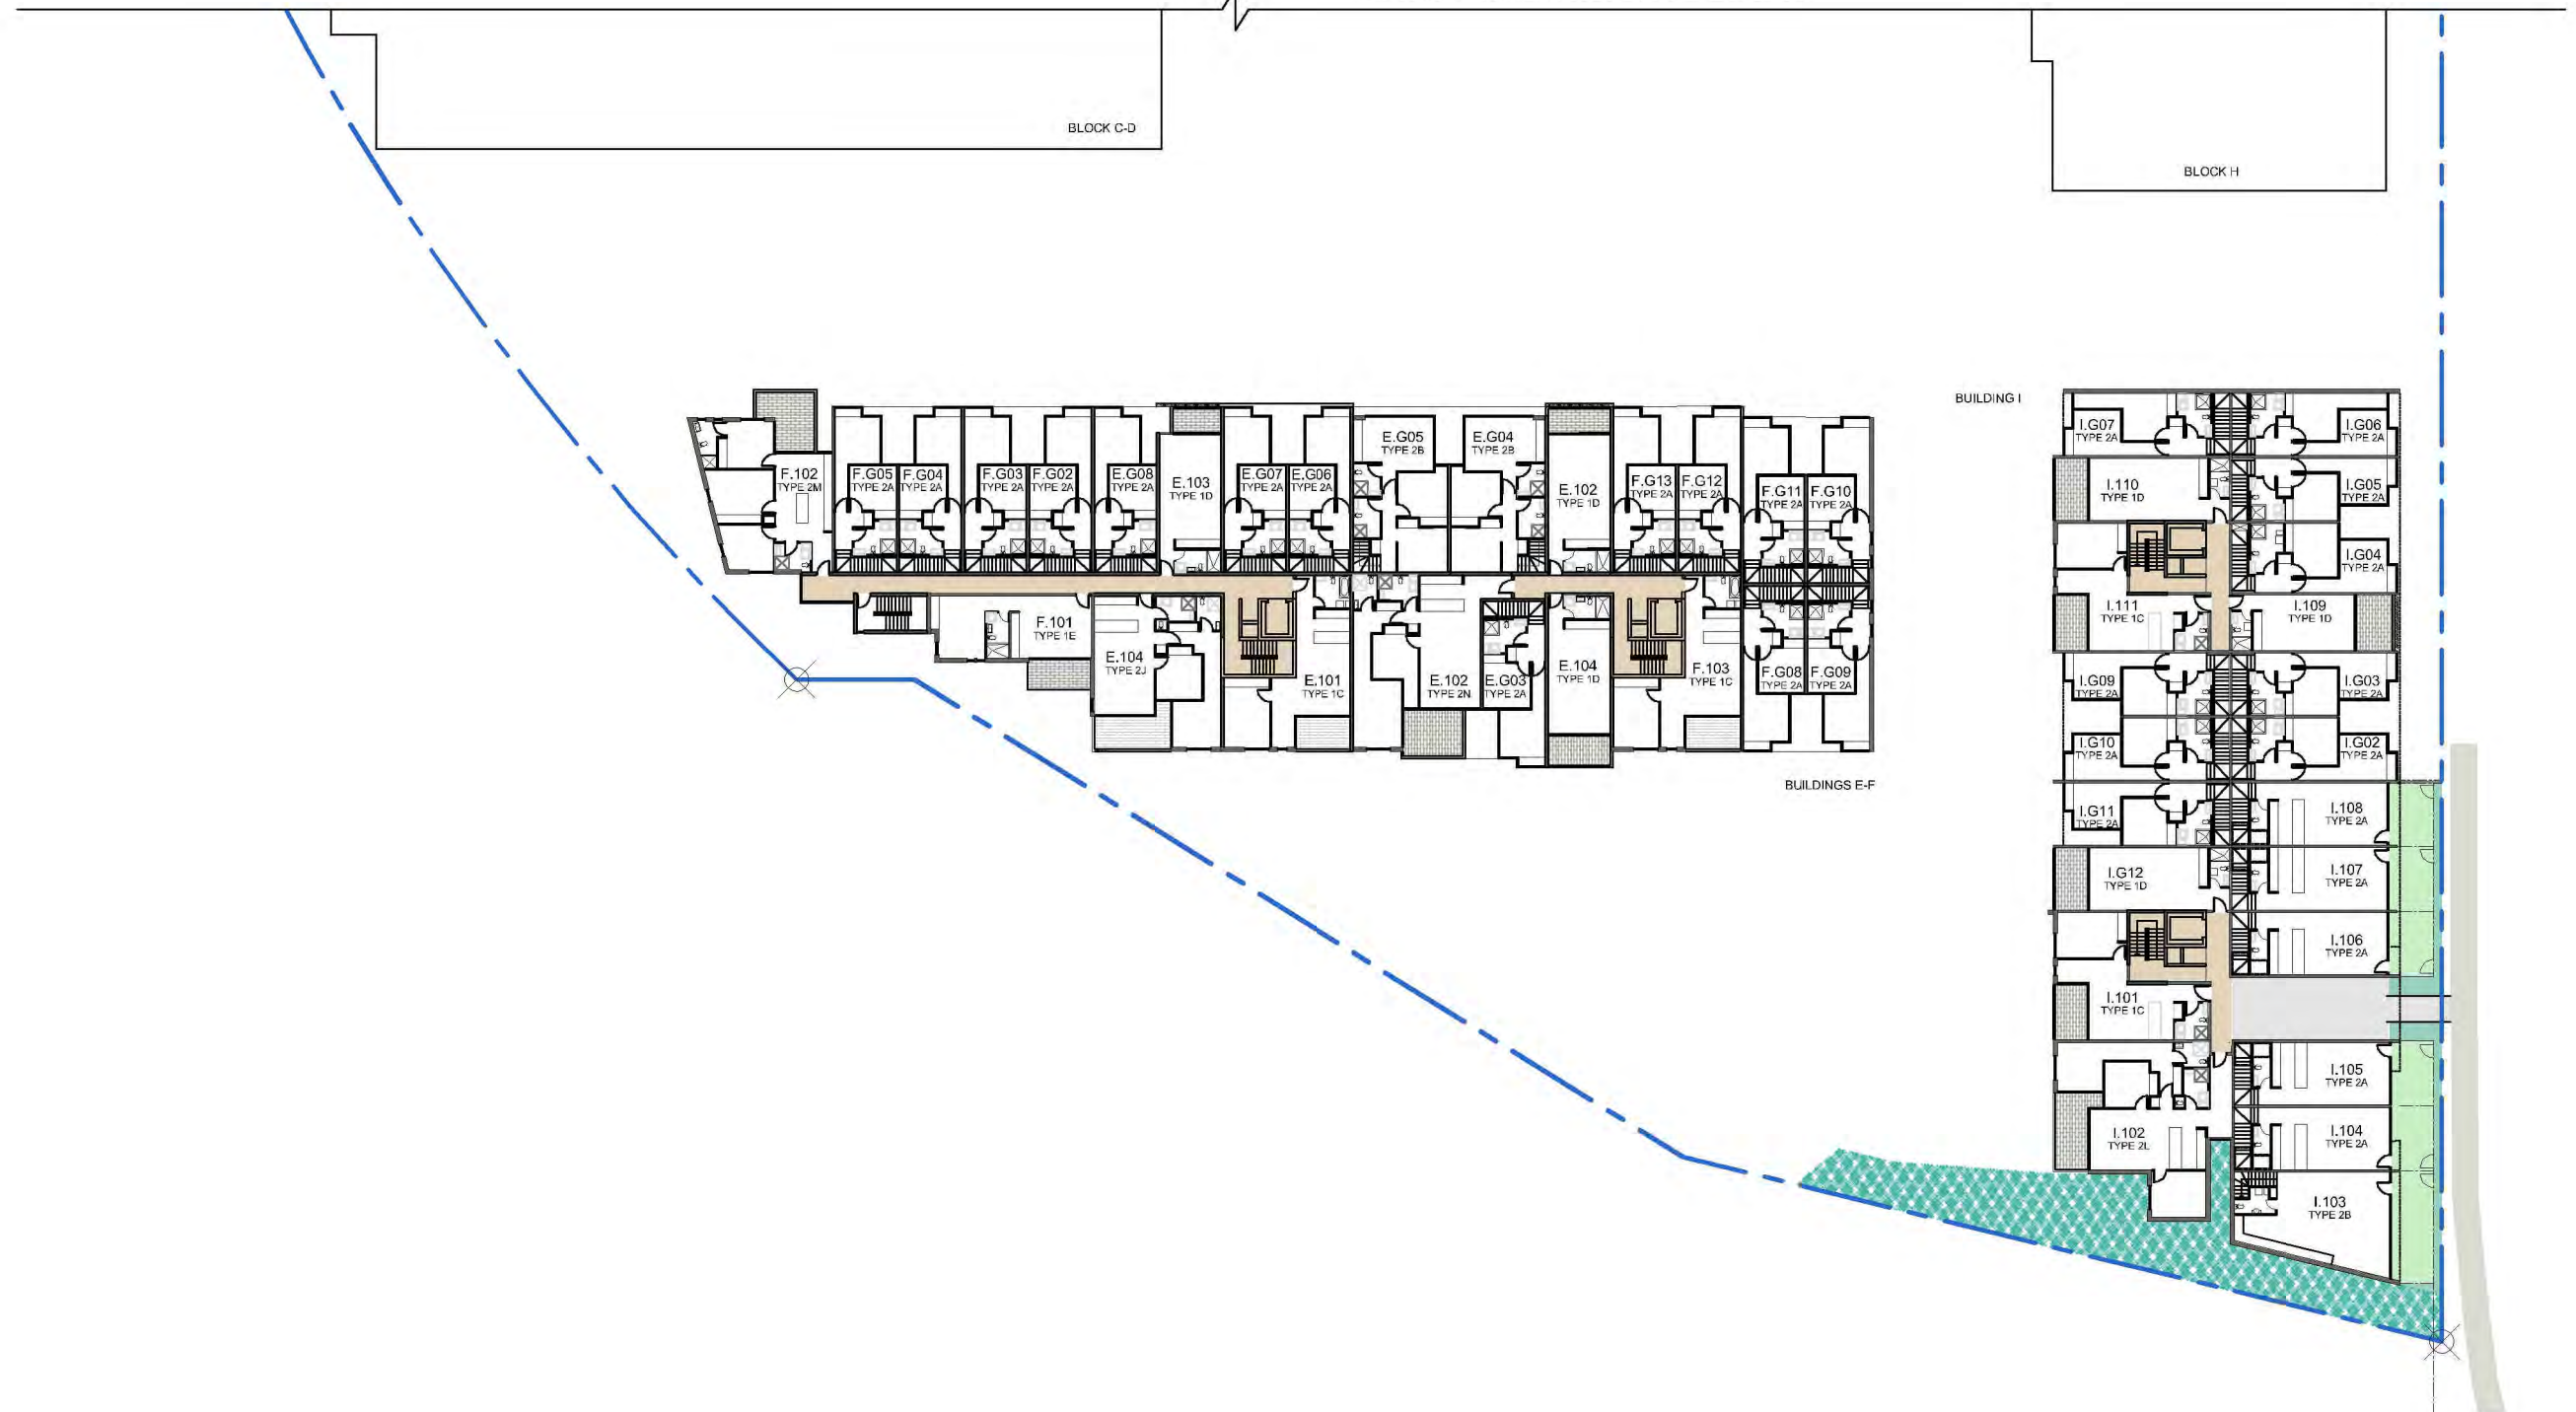 BLOCK C-D
BLOCK H
BUILDING I
F.102
TYPE 2M
F.G05
TYPE 2A
F.G04
TYPE 2A
F.G03
TYPE 2A
F.G02
TYPE 2A
E.G08
TYPE 2A
E.103
TYPE 1D
E.G07
TYPE 2A
E.G06
TYPE 2A
E.G05
TYPE 2B
E.G04
TYPE 2B
E.102
TYPE 1D
F.G13
TYPE 2A
F.G12
TYPE 2A
F.G11
TYPE 2A
F.G10
TYPE 2A
F.101
TYPE 1E
E.104
TYPE 2J
E.101
TYPE 1C
E.102
TYPE 2N
E.G03
TYPE 2A
E.104
TYPE 1D
F.103
TYPE 1C
F.G08
TYPE 2A
F.G09
TYPE 2A
BUILDINGS E-F
I.G07
TYPE 2A
I.G06
TYPE 2A
I.110
TYPE 1D
I.G05
TYPE 2A
I.G04
TYPE 2A
I.111
TYPE 1C
I.109
TYPE 1D
I.G09
TYPE 2A
I.G03
TYPE 2A
I.G10
TYPE 2A
I.G02
TYPE 2A
I.G11
TYPE 2A
I.108
TYPE 2A
I.G12
TYPE 1D
I.107
TYPE 2A
I.106
TYPE 2A
I.101
TYPE 1C
I.105
TYPE 2A
I.102
TYPE 2L
I.104
TYPE 2A
I.103
TYPE 2B